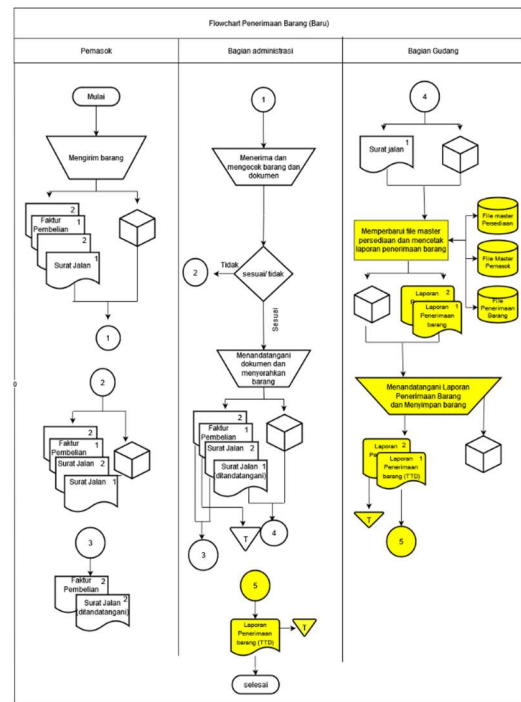 Flowchart Penerimaan Barang (Baru)
Pemasok
Bagian administrasi
Bagian Gudang
Mulai
Mengirim barang
2
Faktur 1
Pembelian
2
Surat Jalan 1
1
2
2
Faktur 1
Pembelian
Surat Jalan 2
Surat Jalan 1
3
Faktur 2
Pembelian
Surat Jalan 2
(ditandatangani)
0
1
Menerima dan
mengecek barang dan
dokumen
2
Tidak
sesuai/ tidak
Sesuai
Menandatangani
dokumen dan
menyerahkan
barang
2
Faktur 1
Pembelian
Surat Jalan 2
Surat Jalan 1
(ditandatangani)
3
T
4
5
Laporan
Penerimaan
barang (TTD)
T
selesai
4
Surat jalan 1
Memperbarui file master
persediaan dan mencetak
laporan penerimaan barang
File master
Persediaan
File Master
Pemasok
File
Penerimaan
Barang
Laporan 2
Laporan 1
Penerimaan
barang
Menandatangani Laporan
Penerimaan Barang
dan Menyimpan barang
Laporan 2
Laporan 1
Penerimaan
barang (TTD)
T
5